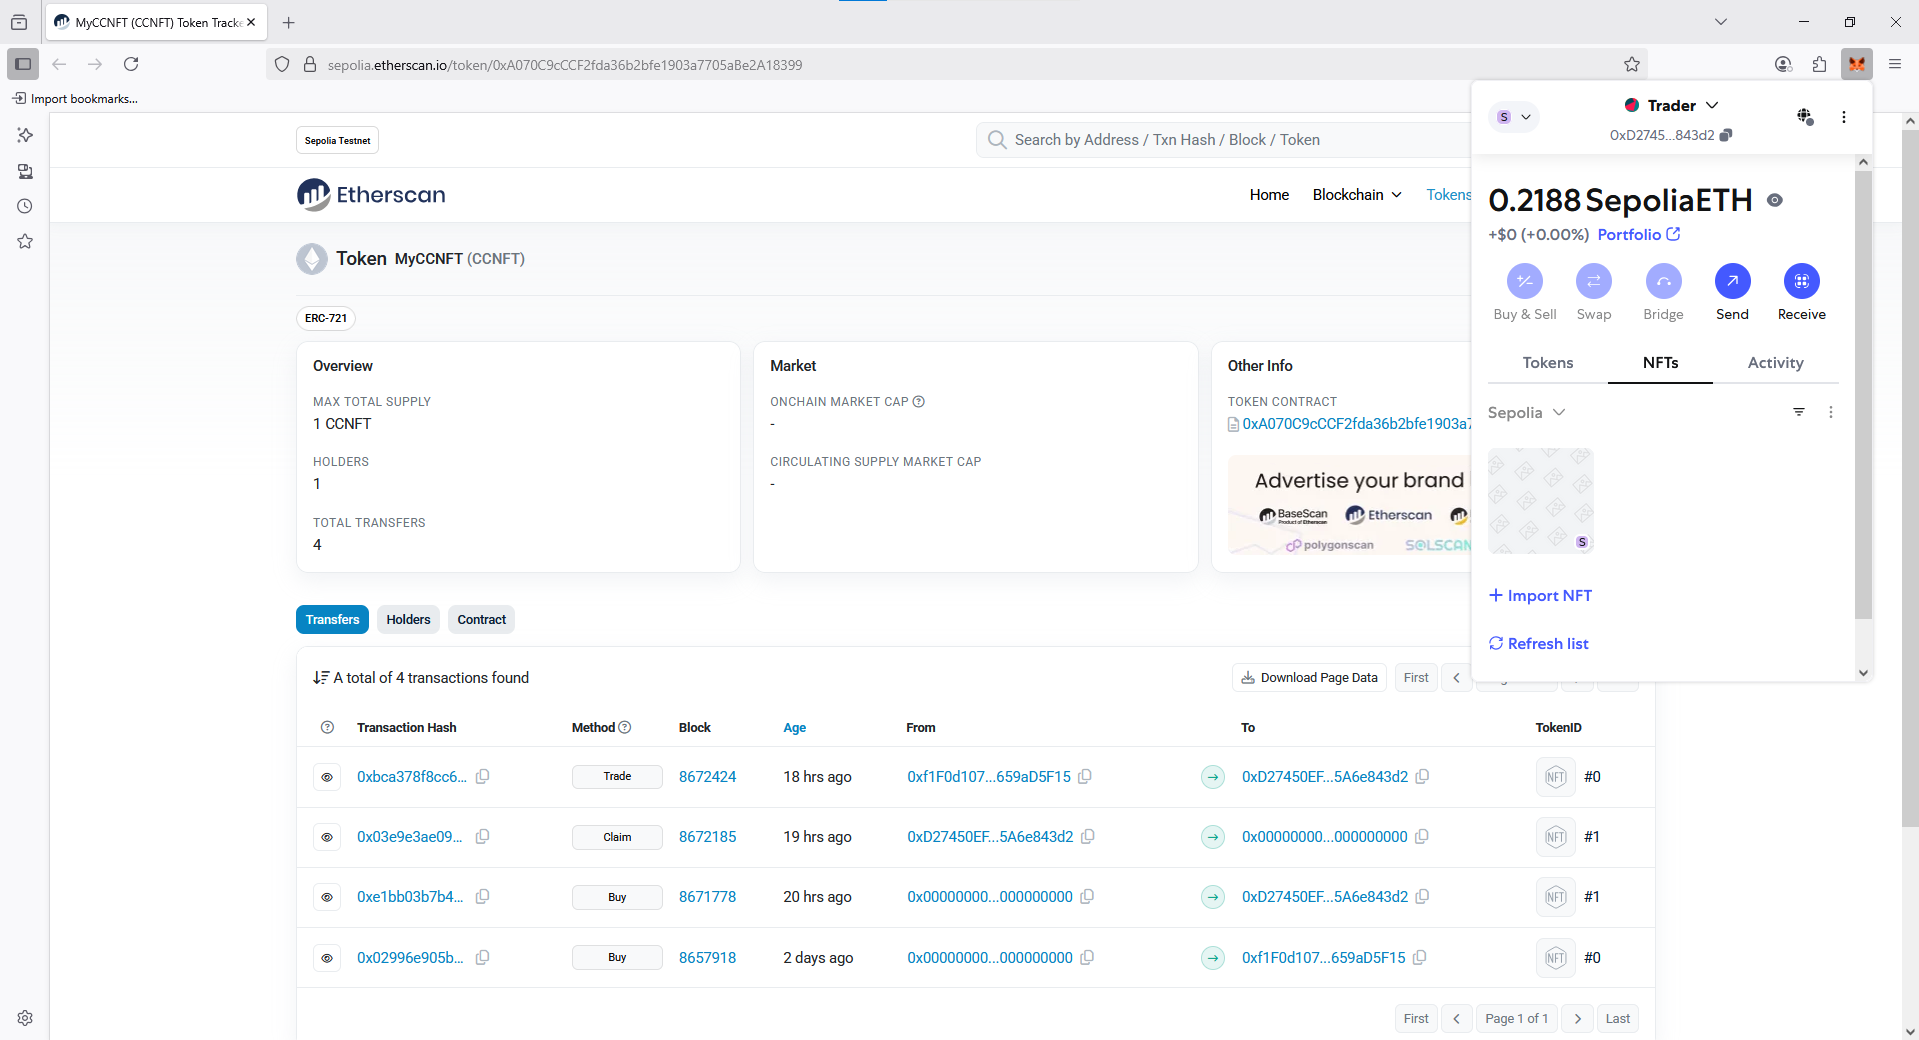 MyCCNFT (CCNFT) Token Tracke
sepolia.etherscan.io/token/0xA070C9cCCF2fda36b2bfe1903a7705aBe2A18399
Import bookmarks...
Sepolia Testnet
Search by Address / Txn Hash / Block / Token
Etherscan
Home Blockchain Tokens
Token MyCCNFT (CCNFT)
ERC-721
Overview
MAX TOTAL SUPPLY
1 CCNFT
HOLDERS
1
TOTAL TRANSFERS
4
Market
ONCHAIN MARKET CAP
-
CIRCULATING SUPPLY MARKET CAP
-
Other Info
TOKEN CONTRACT
0xA070C9cCCF2fda36b2bfe1903a7
Advertise your brand
BaseScan Etherscan
Product of Etherscan
polygonscan SOLSCAN
S
Trader
0xD2745...843d2
0.2188 SepoliaETH
+$0 (+0.00%) Portfolio
Buy & Sell Swap Bridge Send Receive
Tokens NFTs Activity
Sepolia
S
+ Import NFT
Refresh list
Transfers Holders Contract
A total of 4 transactions found
Download Page Data First
Transaction Hash Method Block Age From To TokenID
0xbca378f8cc6... Trade 8672424 18 hrs ago 0xf1F0d107...659aD5F15 0xD27450EF...5A6e843d2 NFT #0
0x03e9e3ae09... Claim 8672185 19 hrs ago 0xD27450EF...5A6e843d2 0x00000000...000000000 NFT #1
0xe1bb03b7b4... Buy 8671778 20 hrs ago 0x00000000...000000000 0xD27450EF...5A6e843d2 NFT #1
0x02996e905b... Buy 8657918 2 days ago 0x00000000...000000000 0xf1F0d107...659aD5F15 NFT #0
First Page 1 of 1 Last